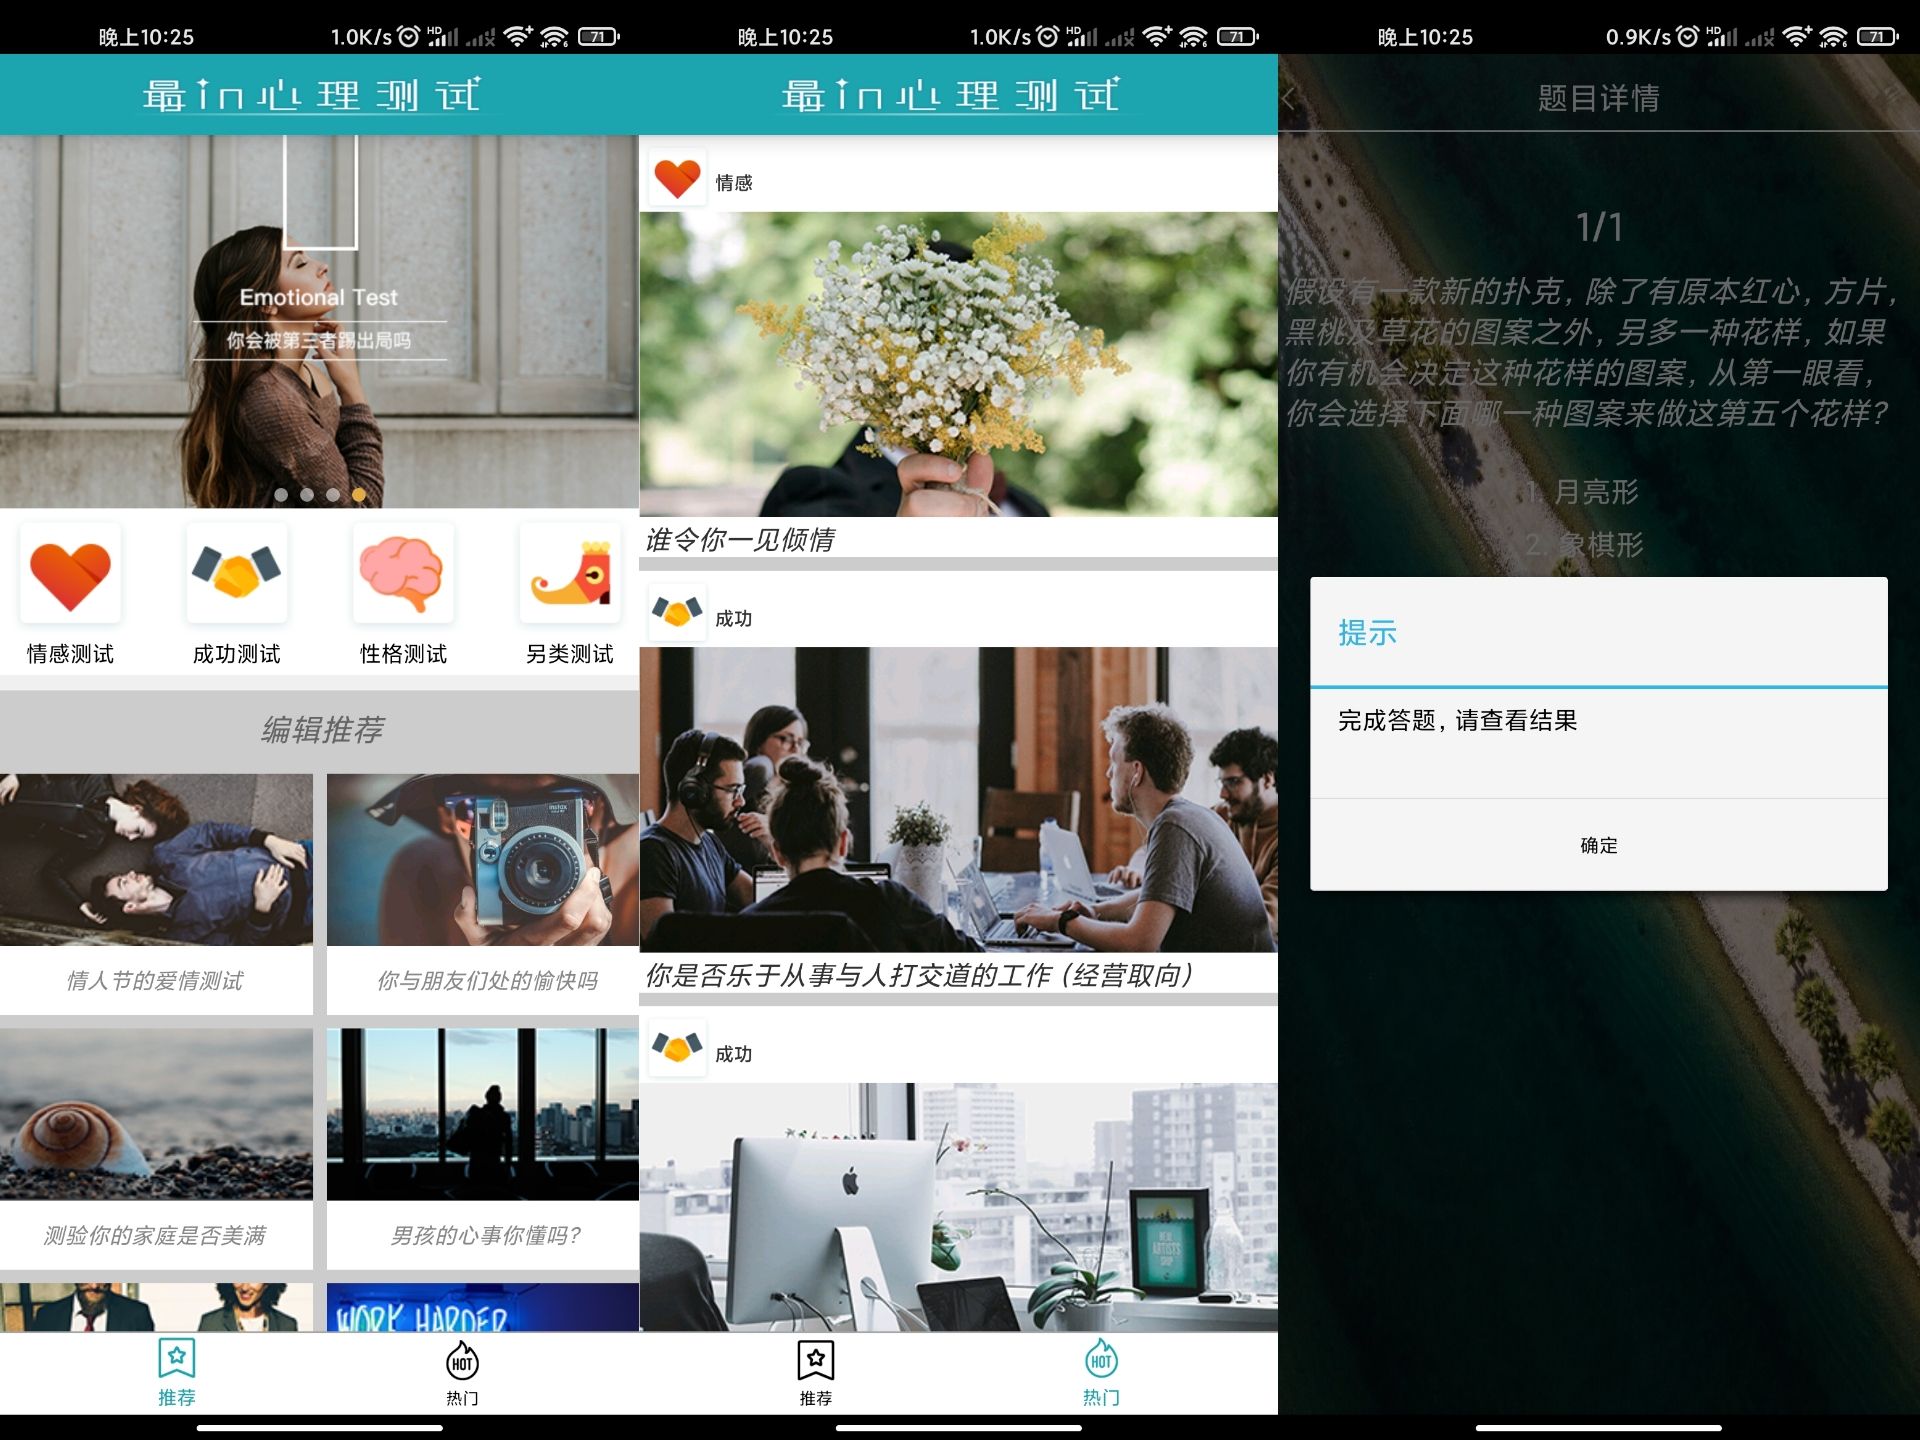 晚上10:25
1.0K/s
HD
71
最in心理测试
Emotional Test
你会被第三者踢出局吗
情感测试
成功测试
性格测试
另类测试
编辑推荐
情人节的爱情测试
你与朋友们处的愉快吗
instax
测验你的家庭是否美满
男孩的心事你懂吗?
WORK HARDER
推荐
HOT
热门
晚上10:25
1.0K/s
HD
71
最in心理测试
情感
谁令你一见倾情
成功
你是否乐于从事与人打交道的工作(经营取向)
成功
REAL
ARTISTS
SHIP
推荐
HOT
热门
晚上10:25
0.9K/s
HD
71
题目详情
1/1
假设有一款新的扑克,除了有原本红心,方片,
黑桃及草花的图案之外,另多一种花样,如果
你有机会决定这种花样的图案,从第一眼看,
你会选择下面哪一种图案来做这第五个花样?
1. 月亮形
2. 象棋形
提示
完成答题,请查看结果
确定